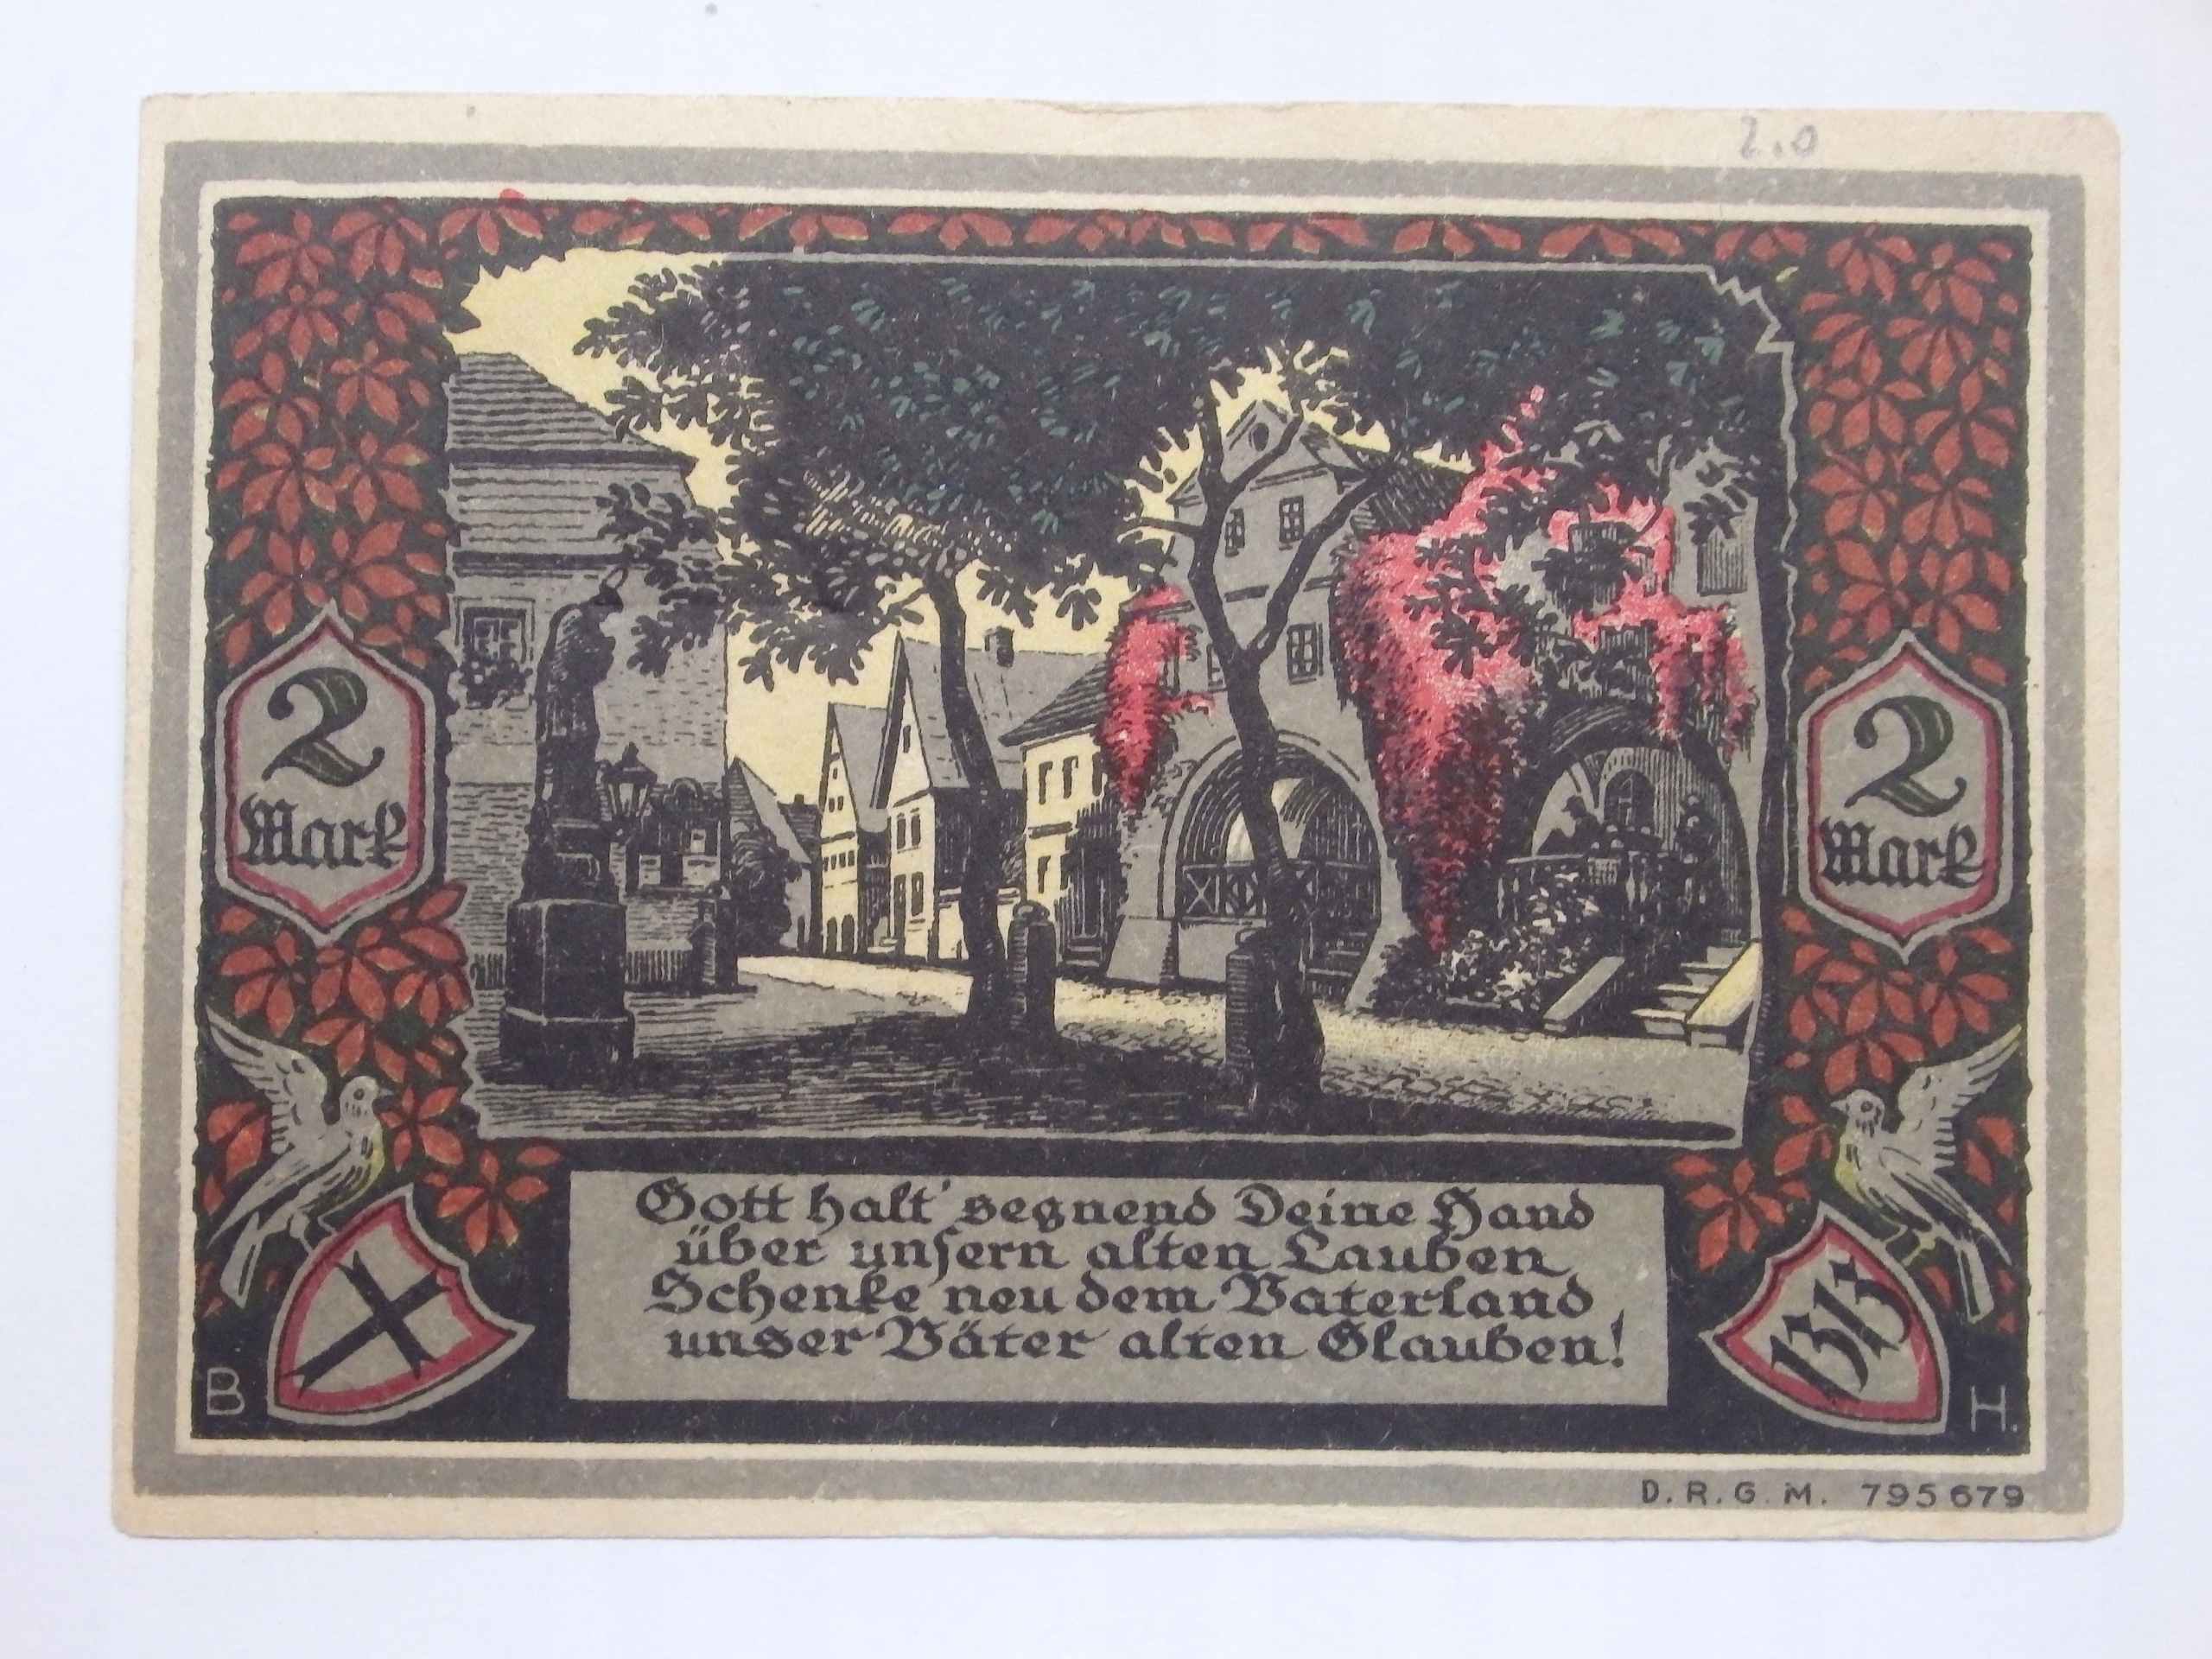 2.0
2
Mark
2
Mark
Gott halt' segnend Deine Hand
über unsern alten Lauben
Schenke neu dem Vaterland
unser Väter alten Glauben!
1313
B
H.
D. R. G. M. 795679